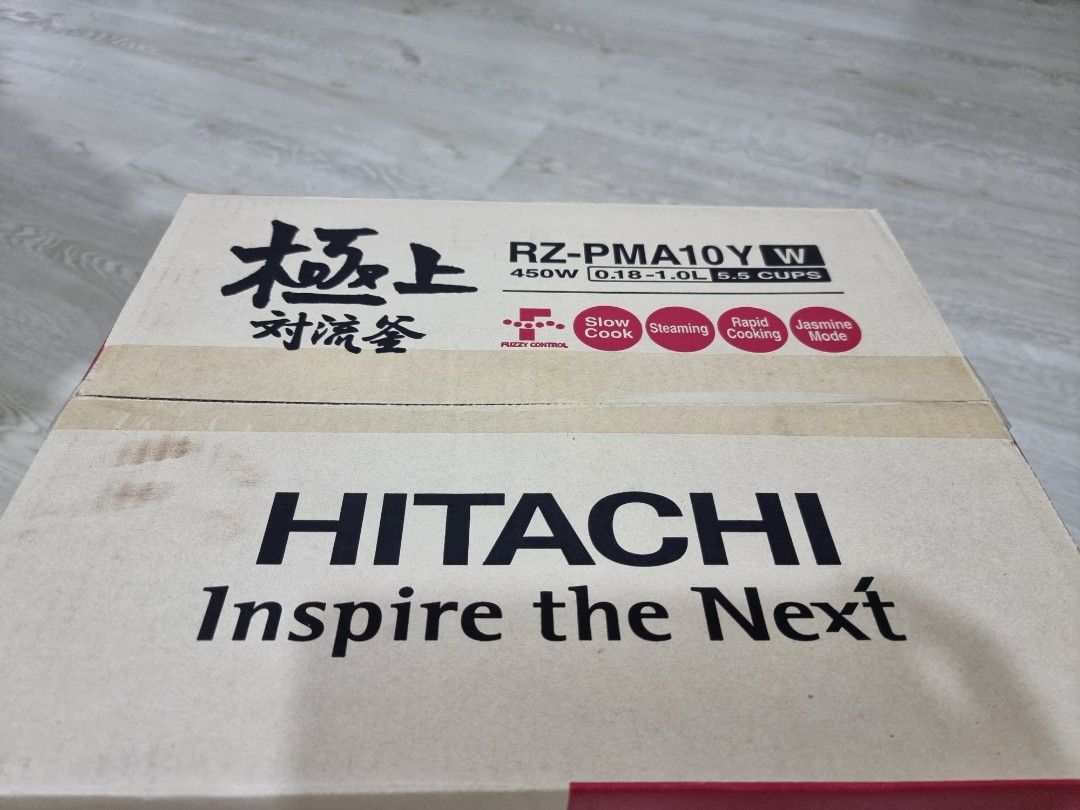 極上
対流釜
RZ-PMA10Y W
450W 0.18-1.0L 5.5 CUPS
FUZZY CONTROL
Slow Cook
Steaming
Rapid Cooking
Jasmine Mode
HITACHI
Inspire the Next